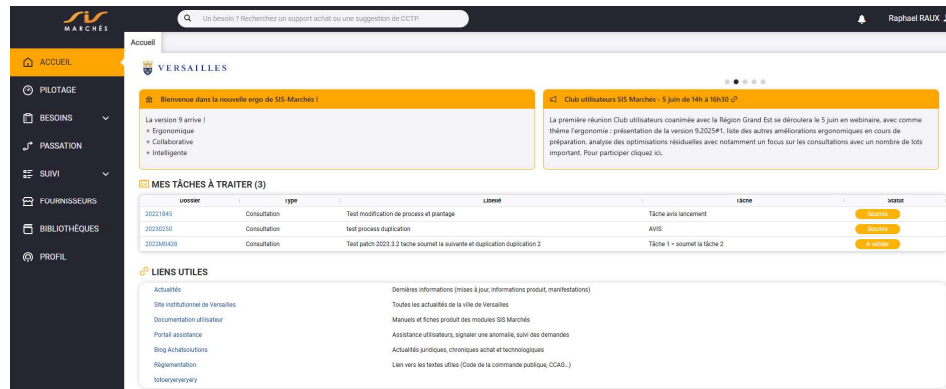 SIS
MARCHÉS
Un besoin ? Recherchez un support achat ou une suggestion de CCTP
Raphael RAUX
Accueil
ACCUEIL
PILOTAGE
BESOINS
PASSATION
SUIVI
FOURNISSEURS
BIBLIOTHÈQUES
PROFIL
VERSAILLES
Bienvenue dans la nouvelle ergo de SIS-Marchés !
La version 9 arrive !
+ Ergonomique
+ Collaborative
+ Intelligente
Club utilisateurs SIS Marchés - 5 juin de 14h à 16h30
La première réunion Club utilisateurs coanimée avec la Région Grand Est se déroulera le 5 juin en webinaire, avec comme
thème l'ergonomie : présentation de la version 9.2025#1, liste des autres améliorations ergonomiques en cours de
préparation, analyse des optimisations résiduelles avec notamment un focus sur les consultations avec un nombre de lots
important. Pour participer cliquez ici.
MES TÂCHES À TRAITER (3)
Dossier Type Libellé Tâche Statut
20221845 Consultation Test modification de process et plantage Tâche avis lancement Soumis
20230250 Consultation test process duplication AVIS Soumis
2023M0428 Consultation Test patch 2023.3.2 tache soumet la suivante et duplication duplication 2 Tâche 1 > soumet la tâche 2 A valider
LIENS UTILES
Actualités Dernières informations (mises à jour, informations produit, manifestations)
Site institutionnel de Versailles Toutes les actualités de la ville de Versailles
Documentation utilisateur Manuels et fiches produit des modules SIS Marchés
Portail assistance Assistance utilisateurs, signaler une anomalie, suivi des demandes
Blog Achatsolutions Actualités juridiques, chroniques achat et technologiques
Règlementation Lien vers les textes utiles (Code de la commande publique, CCAG...)
totoeryeryeryery